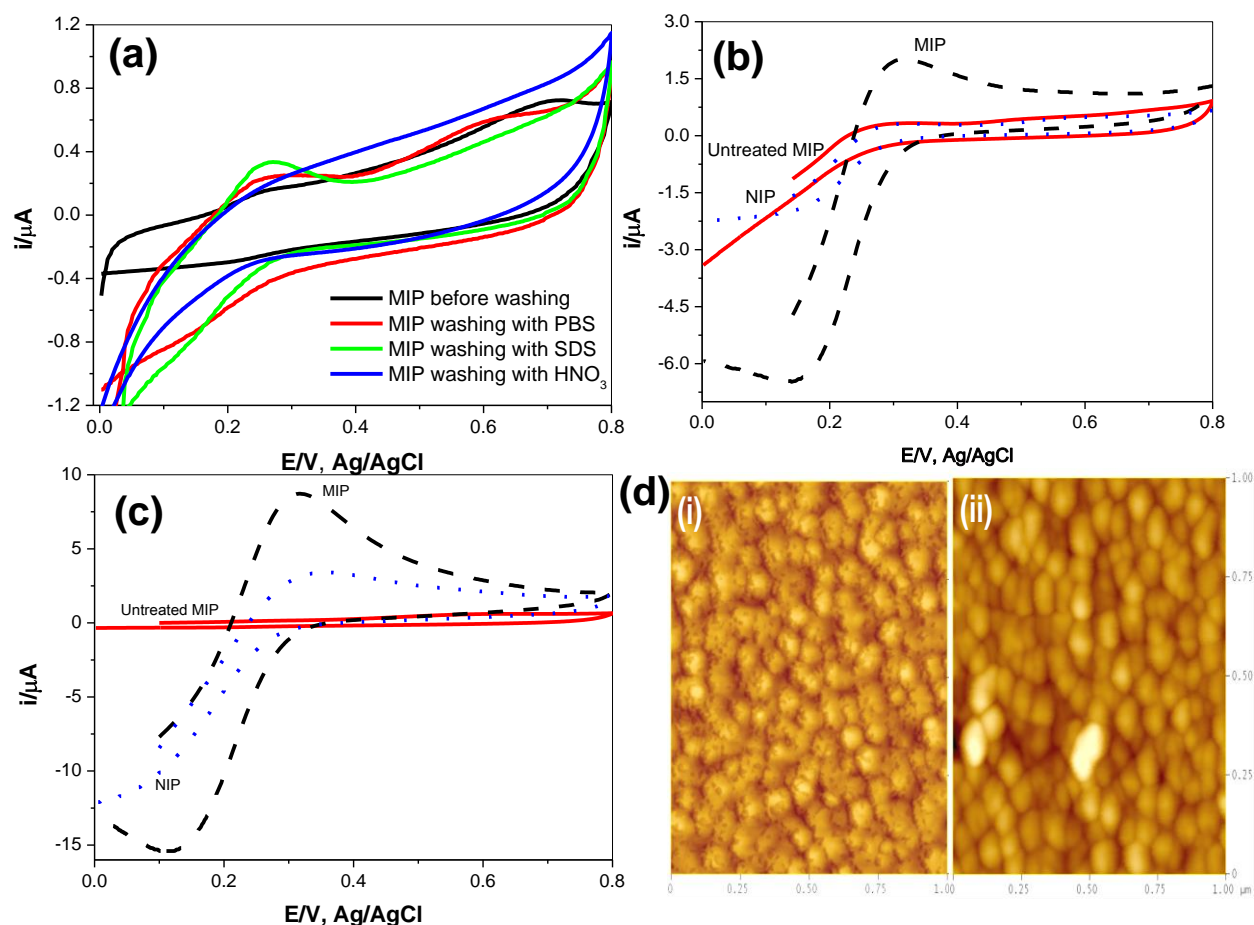 (a)
1.2
0.8
0.4
0.0
-0.4
-0.8
-1.2
i/µA
MIP before washing
MIP washing with PBS
MIP washing with SDS
MIP washing with HNO₃
0.0 0.2 0.4 0.6 0.8
E/V, Ag/AgCl
(b)
3.0
1.5
0.0
-1.5
-3.0
-4.5
-6.0
i/µA
MIP
Untreated MIP
NIP
0.0 0.2 0.4 0.6 0.8
E/V, Ag/AgCl
(c)
10
5
0
-5
-10
-15
i/µA
MIP
Untreated MIP
NIP
0.0 0.2 0.4 0.6 0.8
E/V, Ag/AgCl
(d)
(i)
0 0.25 0.50 0.75 1.00
(ii)
1.00
0.75
0.50
0.25
0
0.25 0.50 0.75 1.00 µm